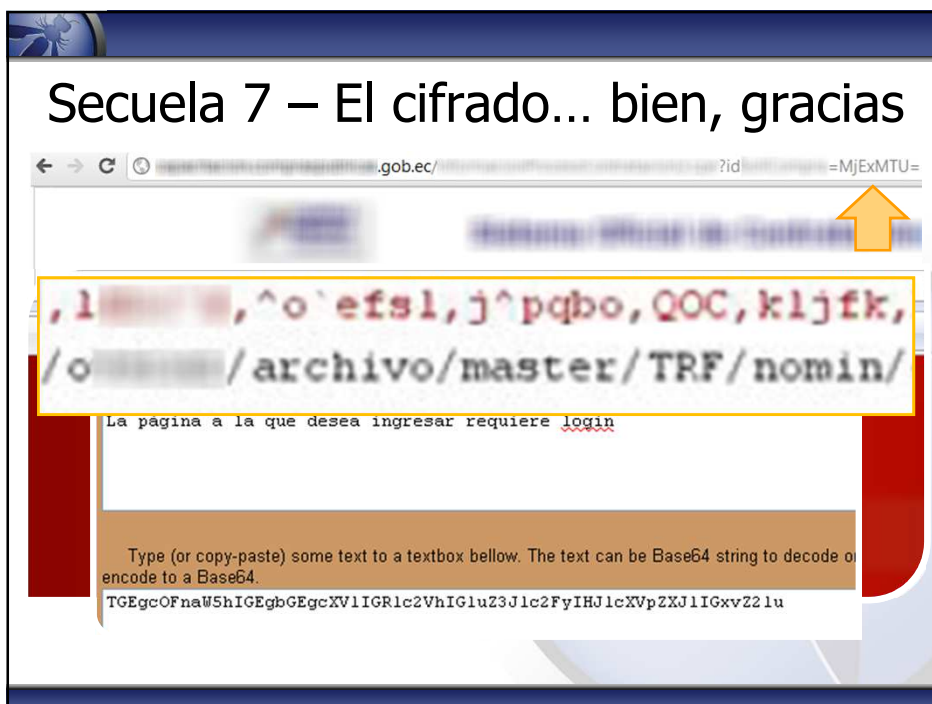 Secuela 7 – El cifrado... bien, gracias
.gob.ec/ ?id =MjExMTU=
,l ,^o`efsl,j^pqbo,QOC,kljfk,
/o /archivo/master/TRF/nomin/
La página a la que desea ingresar requiere login
Type (or copy-paste) some text to a textbox bellow. The text can be Base64 string to decode or
encode to a Base64.
TGEgcOFnaW5hIGEgbGEgcXVlIGRlc2VhIGluZ3Jlc2FyIHJlcXVpZXJlIGxvZ2lu